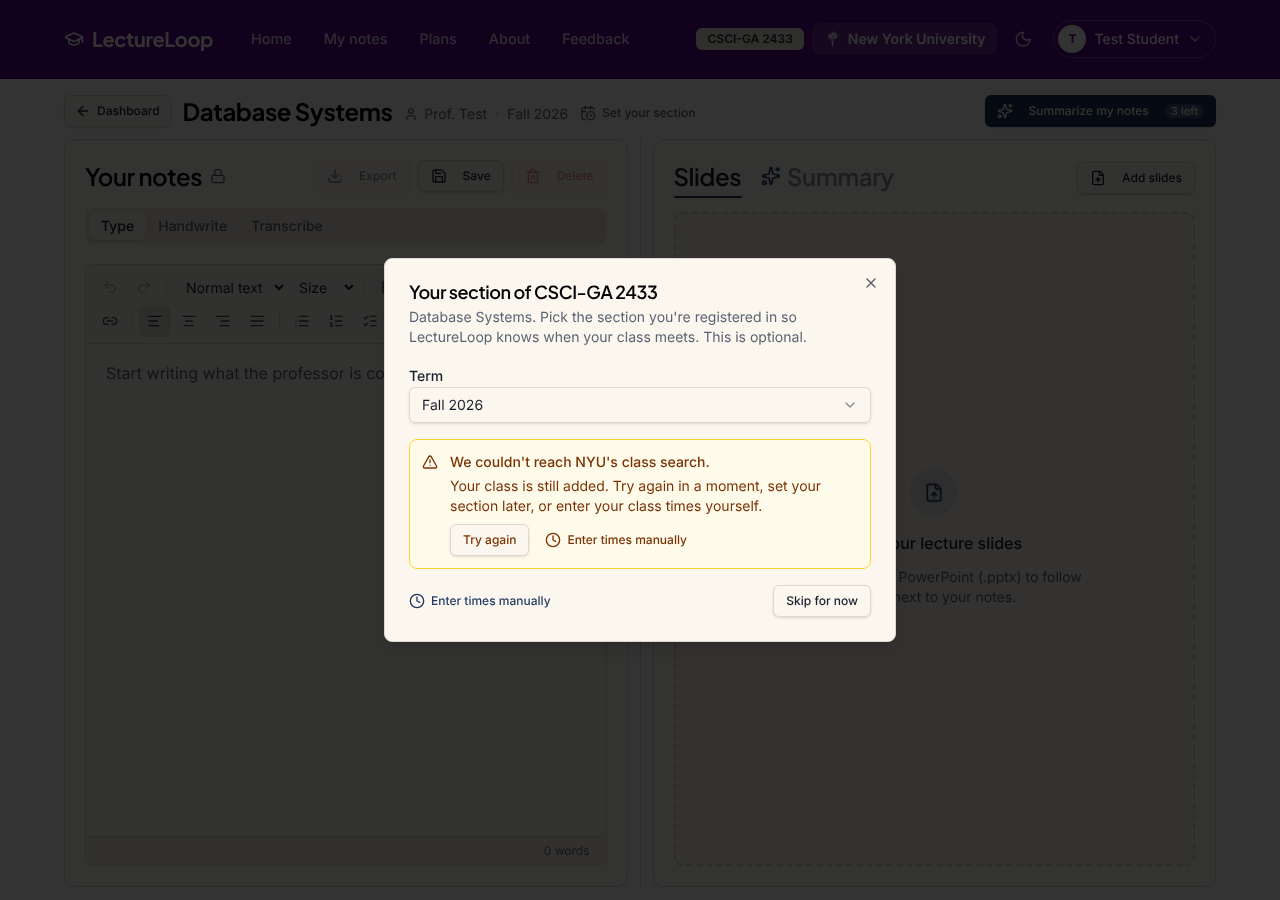 LectureLoop Home My notes Plans About Feedback CSCI-GA 2433 New York University T Test Student
Dashboard Database Systems Prof. Test · Fall 2026 Set your section Summarize my notes 3 left
Your notes Export Save Delete
Type Handwrite Transcribe
Normal text Size
Start writing what the professor is co
0 words
Slides Summary Add slides
our lecture slides
PowerPoint (.pptx) to follow
next to your notes.
Your section of CSCI-GA 2433
Database Systems. Pick the section you're registered in so
LectureLoop knows when your class meets. This is optional.
Term
Fall 2026
We couldn't reach NYU's class search.
Your class is still added. Try again in a moment, set your
section later, or enter your class times yourself.
Try again Enter times manually
Enter times manually Skip for now